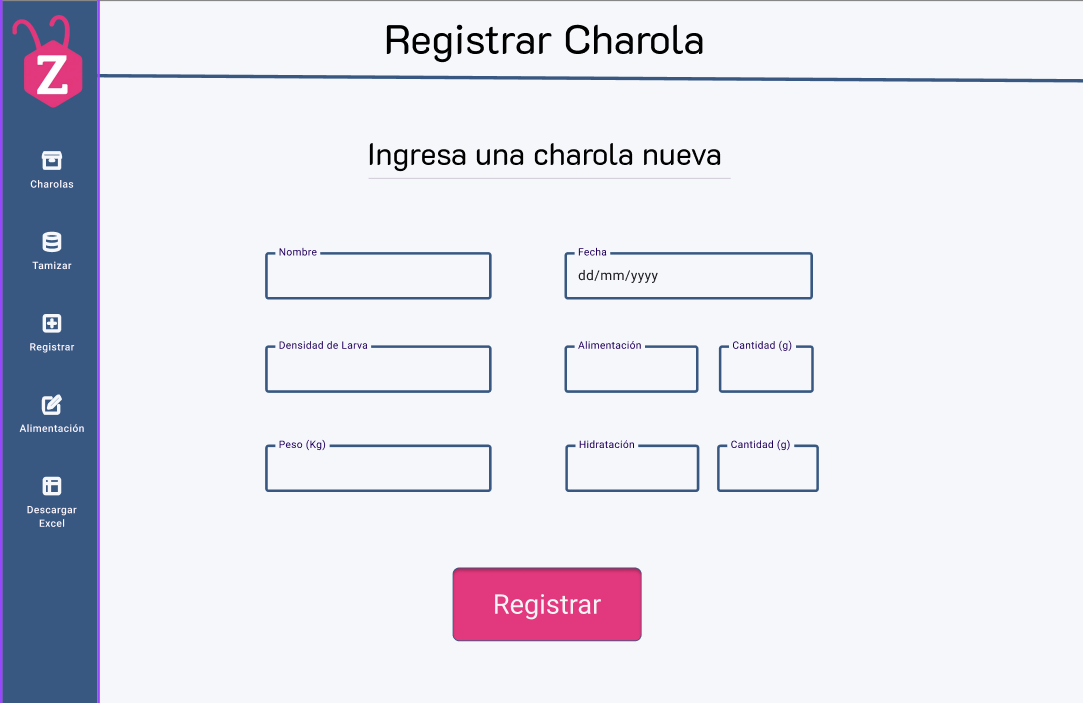 Z
Registrar Charola
Charolas
Tamizar
Registrar
Alimentación
Descargar
Excel
Ingresa una charola nueva
Nombre
Fecha
dd/mm/yyyy
Densidad de Larva
Alimentación
Cantidad (g)
Peso (Kg)
Hidratación
Cantidad (g)
Registrar